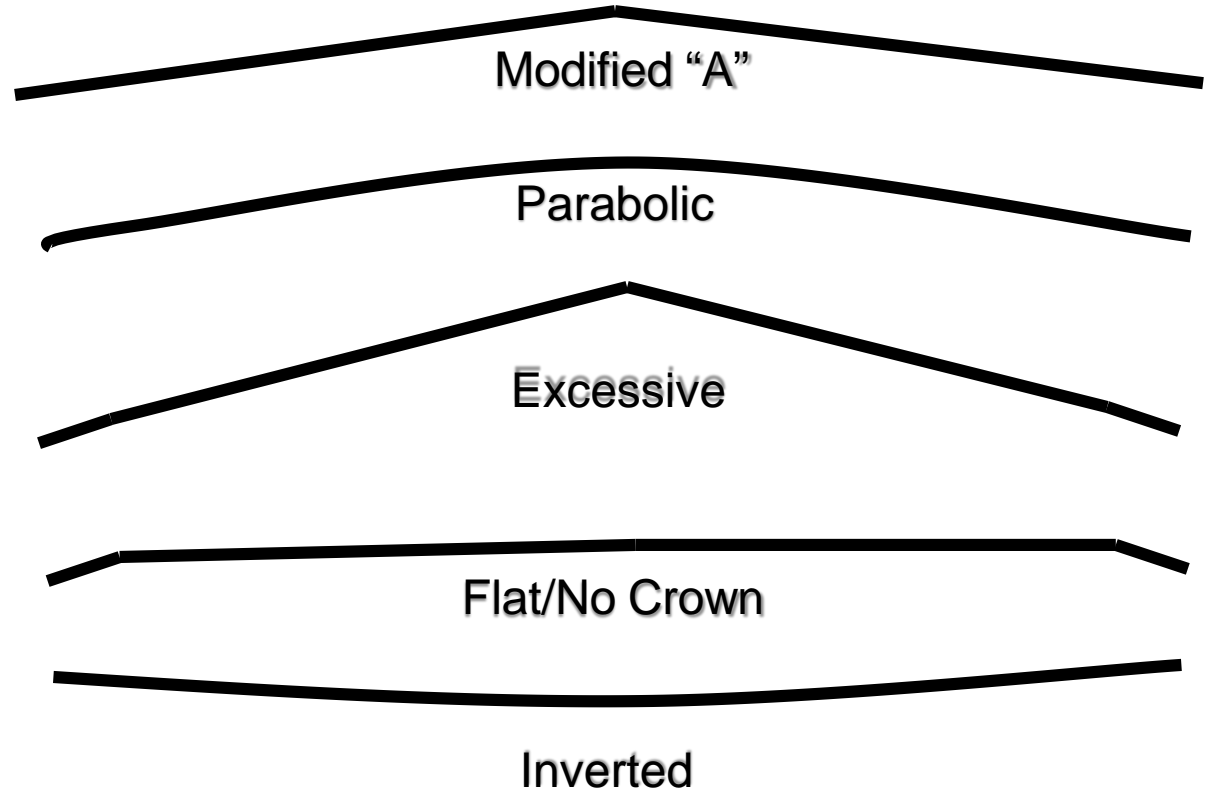 Modified “A”
Parabolic
Excessive
Flat/No Crown
Inverted